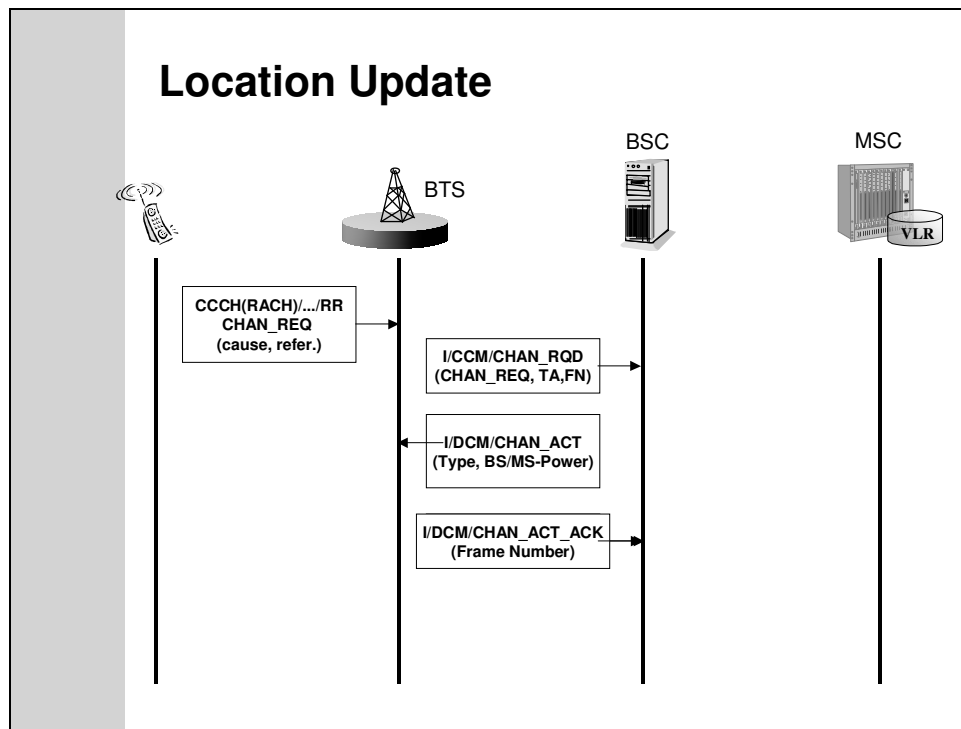 Location Update
BSC
MSC
BTS
VLR
CCCH(RACH)/.../RR
CHAN_REQ
(cause, refer.)
I/CCM/CHAN_RQD
(CHAN_REQ, TA,FN)
I/DCM/CHAN_ACT
(Type, BS/MS-Power)
I/DCM/CHAN_ACT_ACK
(Frame Number)